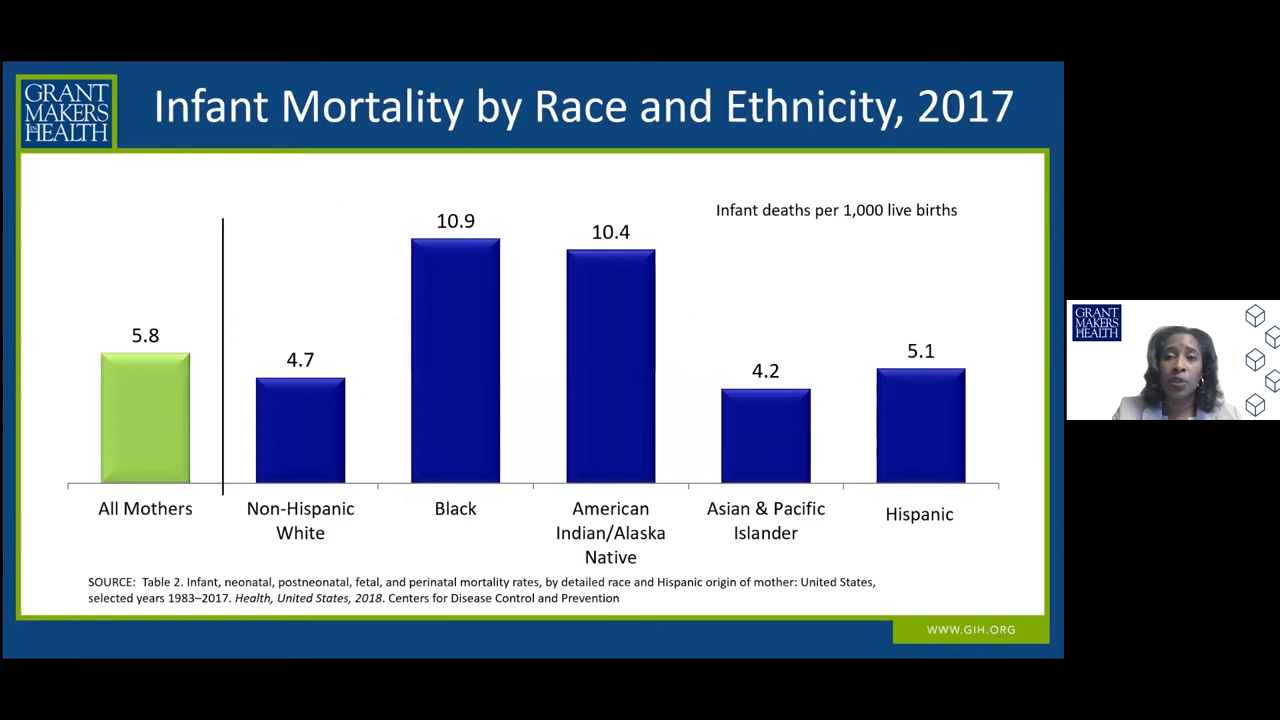 GRANT
MAKERS
IN
HEALTH
Infant Mortality by Race and Ethnicity, 2017
Infant deaths per 1,000 live births
5.8
4.7
10.9
10.4
4.2
5.1
All Mothers
Non-Hispanic
White
Black
American
Indian/Alaska
Native
Asian & Pacific
Islander
Hispanic
SOURCE:  Table 2. Infant, neonatal, postneonatal, fetal, and perinatal mortality rates, by detailed race and Hispanic origin of mother: United States,
selected years 1983–2017. Health, United States, 2018. Centers for Disease Control and Prevention
WWW.GIH.ORG
GRANT
MAKERS
IN
HEALTH